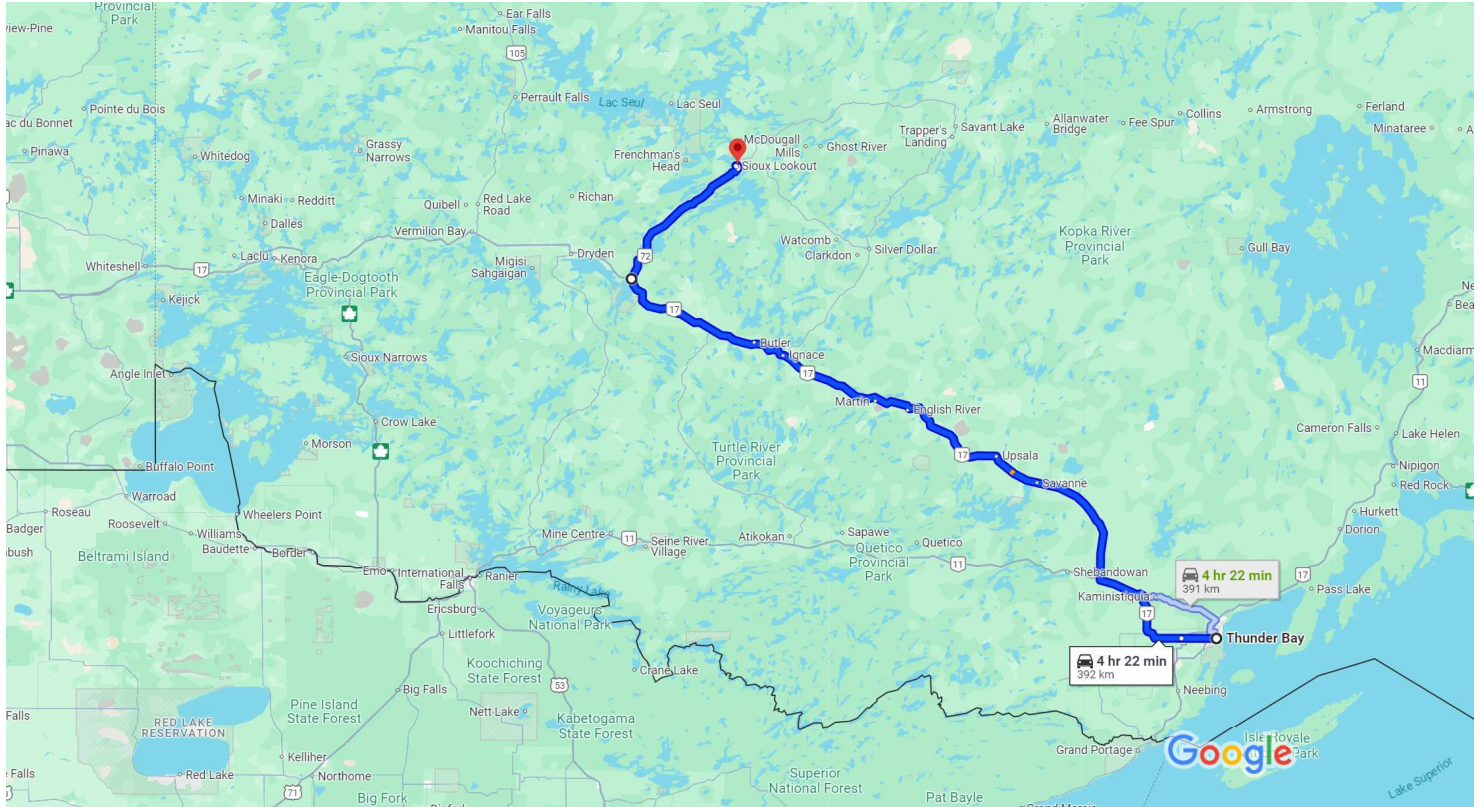 Provincial
Park
view-Pine
Ear Falls
Manitou Falls
105
Perrault Falls
Lac Seul
Lac Seul
Pointe du Bois
ac du Bonnet
Pinawa
Whitedog
Grassy
Narrows
McDougall
Mills
Ghost River
Frenchman's
Head
Sioux Lookout
Trapper's
Landing
Savant Lake
Allanwater
Bridge
Fee Spur
Collins
Armstrong
Ferland
Minataree
A
Minaki
Redditt
Dalles
Quibell
Red Lake
Road
Richan
Vermilion Bay
Dryden
72
Watcomb
Clarkdon
Silver Dollar
Kopka River
Provincial
Park
Gull Bay
Whiteshell
17
Laclu
Kenora
Eagle-Dogtooth
Provincial Park
Migisi
Sahgaigan
Kejick
17
Ne
Bea
Sioux Narrows
Butler
Ignace
17
Macdiarm
11
Angle Inlet
Martin
English River
Crow Lake
Morson
Turtle River
Provincial
Park
17
Upsala
Savanne
Cameron Falls
Lake Helen
Nipigon
Red Rock
Buffalo Point
Warroad
Roseau
Badger
bush
Roosevelt
Wheelers Point
Williams
Baudette
Border
Beltrami Island
Mine Centre
11
Seine River
Village
Atikokan
Sapawe
Quetico
Quetico
Provincial
Park
11
Hurkett
Dorion
Emo
International
Falls
Ranier
Rainy Lake
Shebandowan
Kaministiquia
4 hr 22 min
391 km
17
Pass Lake
Ericsburg
Voyageurs
National Park
17
Littlefork
Thunder Bay
4 hr 22 min
392 km
Koochiching
State Forest
Crane Lake
53
Big Falls
Nett Lake
Neebing
Pine Island
State Forest
Kabetogama
State Forest
Falls
RED LAKE
RESERVATION
Grand Portage
Google
Isle Royale
Park
Kelliher
Red Lake
Northome
71
Big Fork
e Falls
Superior
National Forest
Pat Bayle
Lake Superior